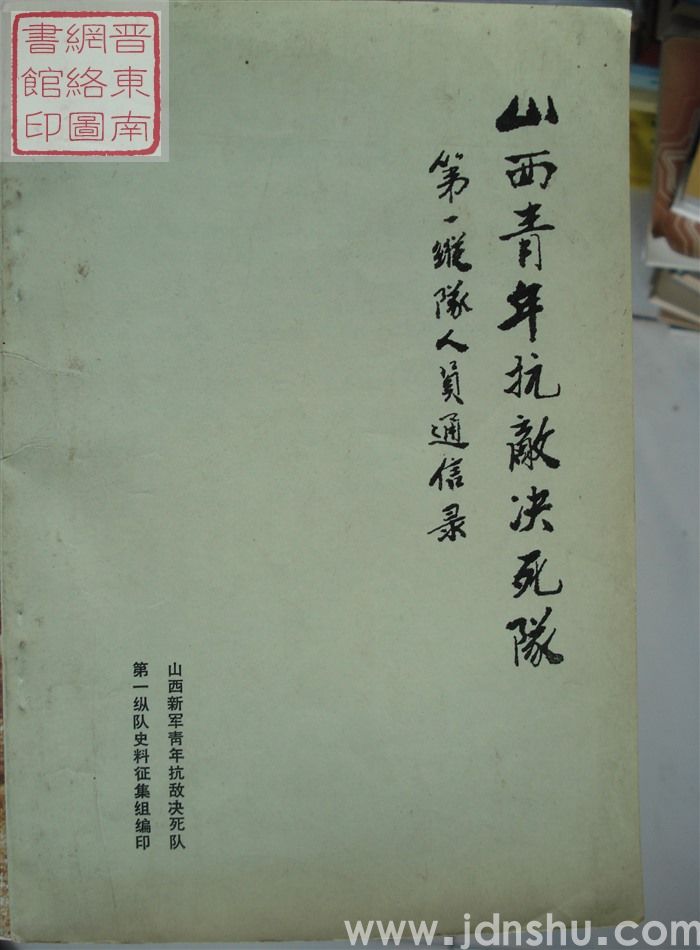 晋東南
網絡圖
書館印
山西青年抗敵决死隊
第一縱隊人員通信录
山西新军青年抗敌决死队
第一纵队史料征集组编印
www.jdnshu.com